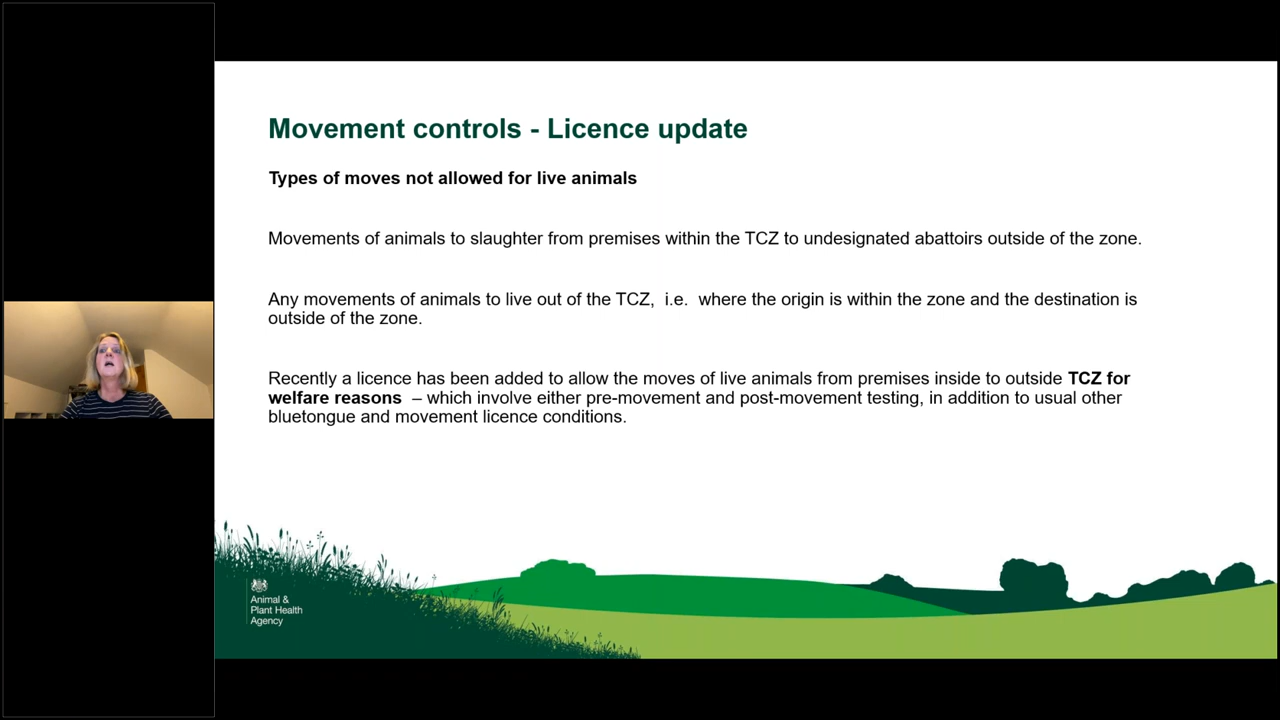 Movement controls - Licence update
Types of moves not allowed for live animals
Movements of animals to slaughter from premises within the TCZ to undesignated abattoirs outside of the zone.
Any movements of animals to live out of the TCZ,  i.e.  where the origin is within the zone and the destination is
outside of the zone.
Recently a licence has been added to allow the moves of live animals from premises inside to outside TCZ for
welfare reasons  – which involve either pre-movement and post-movement testing, in addition to usual other
bluetongue and movement licence conditions.
Animal &
Plant Health
Agency